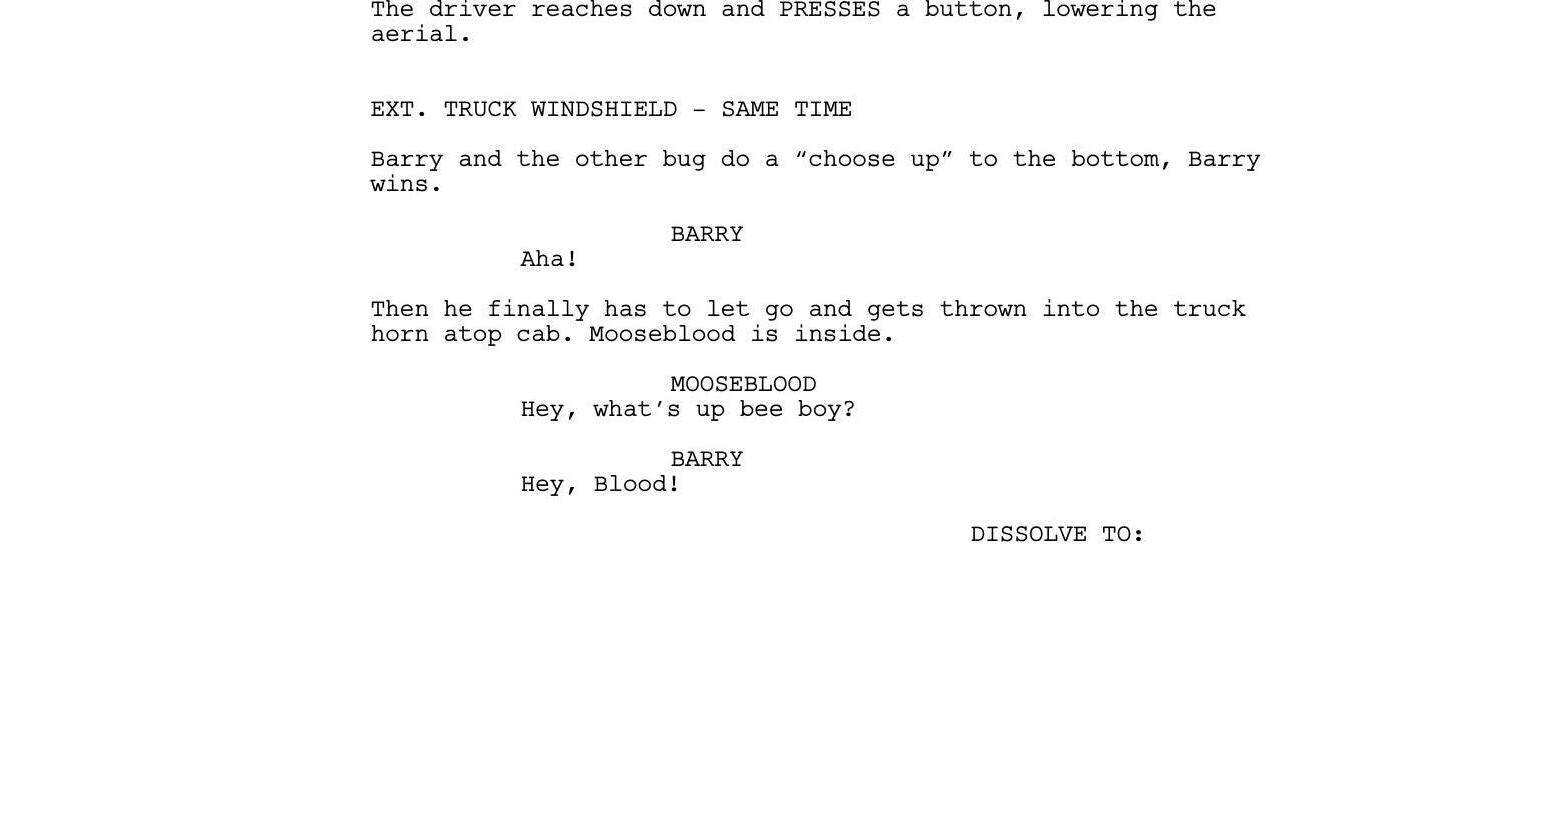 The driver reaches down and PRESSES a button, lowering the
aerial.
EXT. TRUCK WINDSHIELD - SAME TIME
Barry and the other bug do a “choose up” to the bottom, Barry
wins.
BARRY
Aha!
Then he finally has to let go and gets thrown into the truck
horn atop cab. Mooseblood is inside.
MOOSEBLOOD
Hey, what’s up bee boy?
BARRY
Hey, Blood!
DISSOLVE TO: